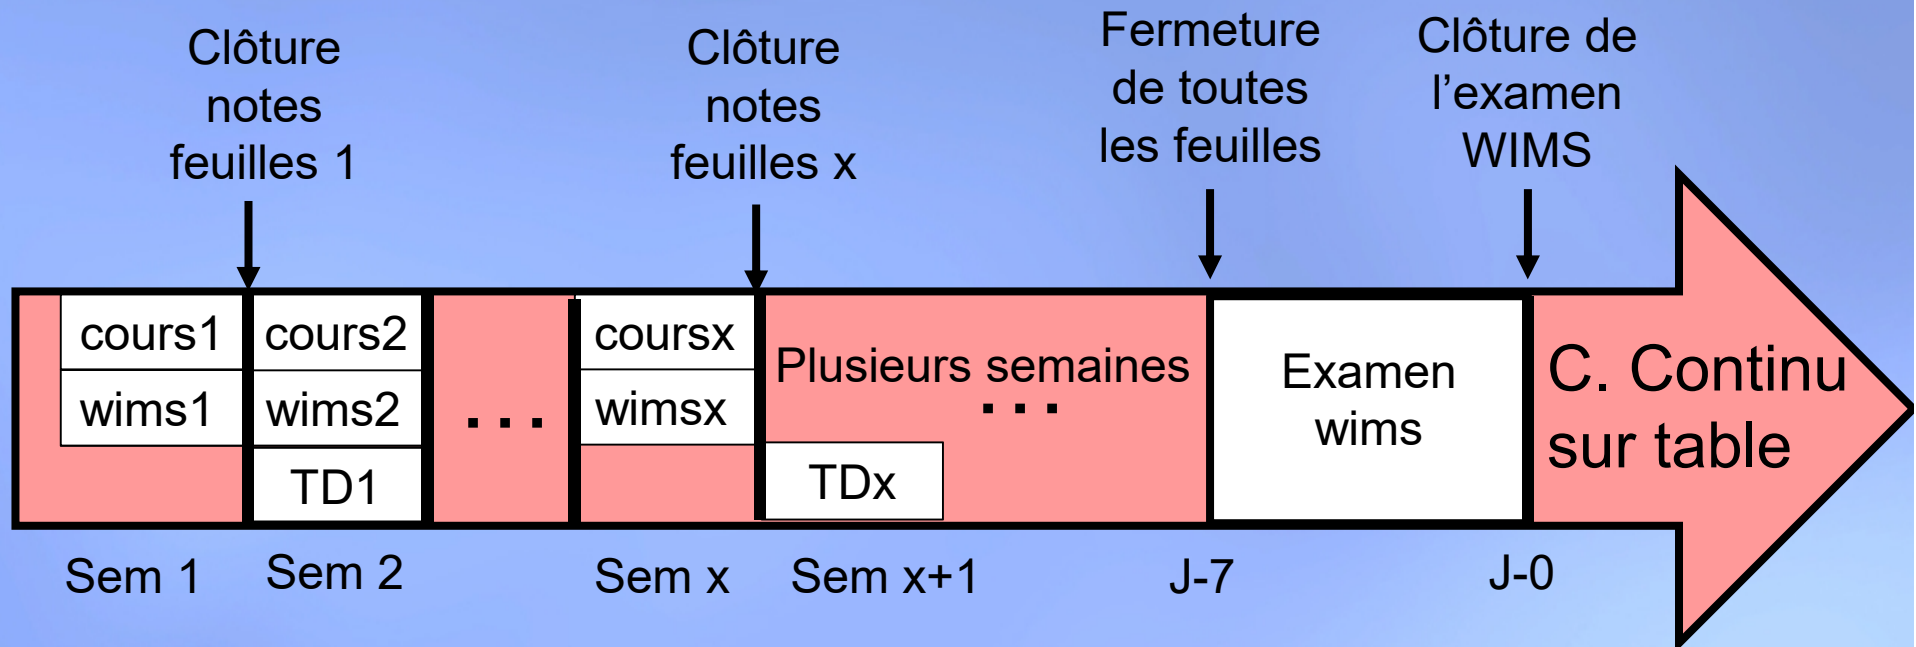 Clôture
notes
feuilles 1
Clôture
notes
feuilles x
Fermeture
de toutes
les feuilles
Clôture de
l’examen
WIMS
cours1
wims1
cours2
wims2
TD1
...
coursx
wimsx
Plusieurs semaines
...
TDx
Examen
wims
C. Continu
sur table
Sem 1
Sem 2
Sem x
Sem x+1
J-7
J-0